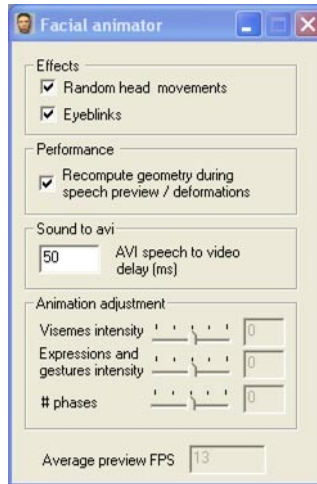 Facial animator
Effects
Random head movements
Eyeblinks
Performance
Recompute geometry during
speech preview / deformations
Sound to avi
50 AVI speech to video
delay (ms)
Animation adjustment
Visemes intensity 0
Expressions and
gestures intensity 0
# phases 0
Average preview FPS 13